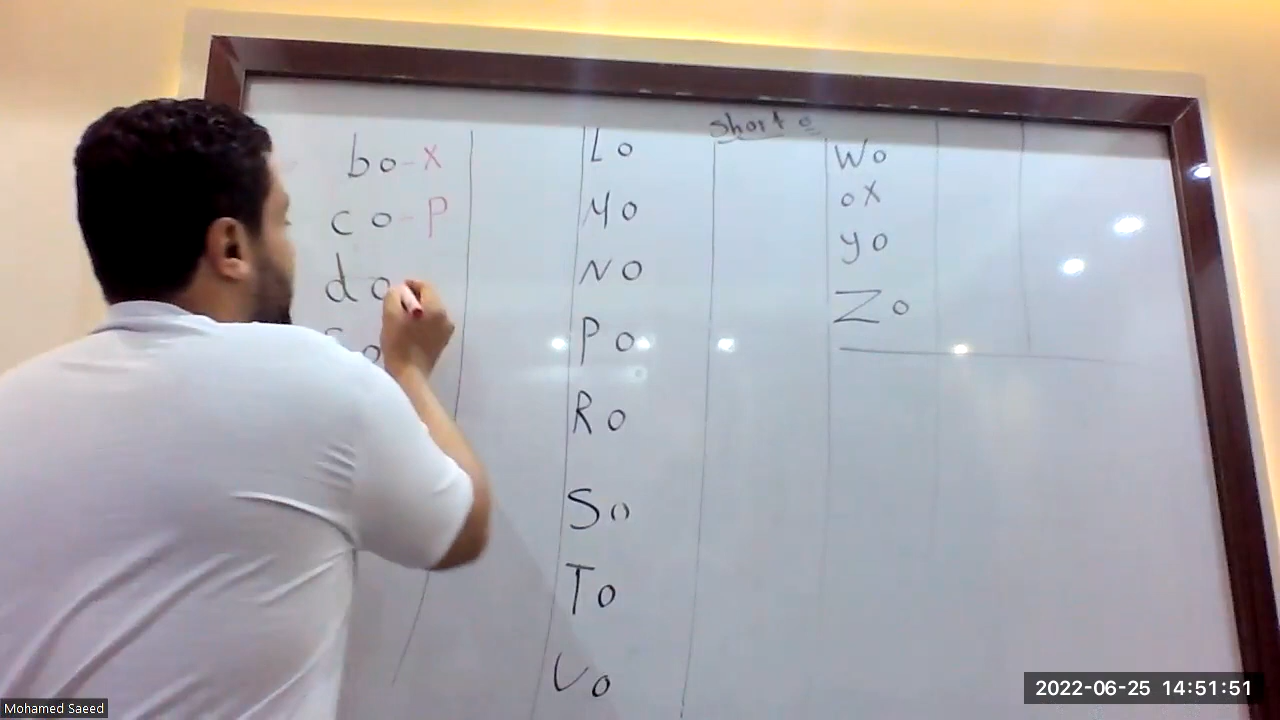 short o
bo-x
co-p
do
Lo
Mo
No
Po
Ro
So
To
Vo
Wo
ox
yo
Zo
Mohamed Saeed
2022-06-25 14:51:51